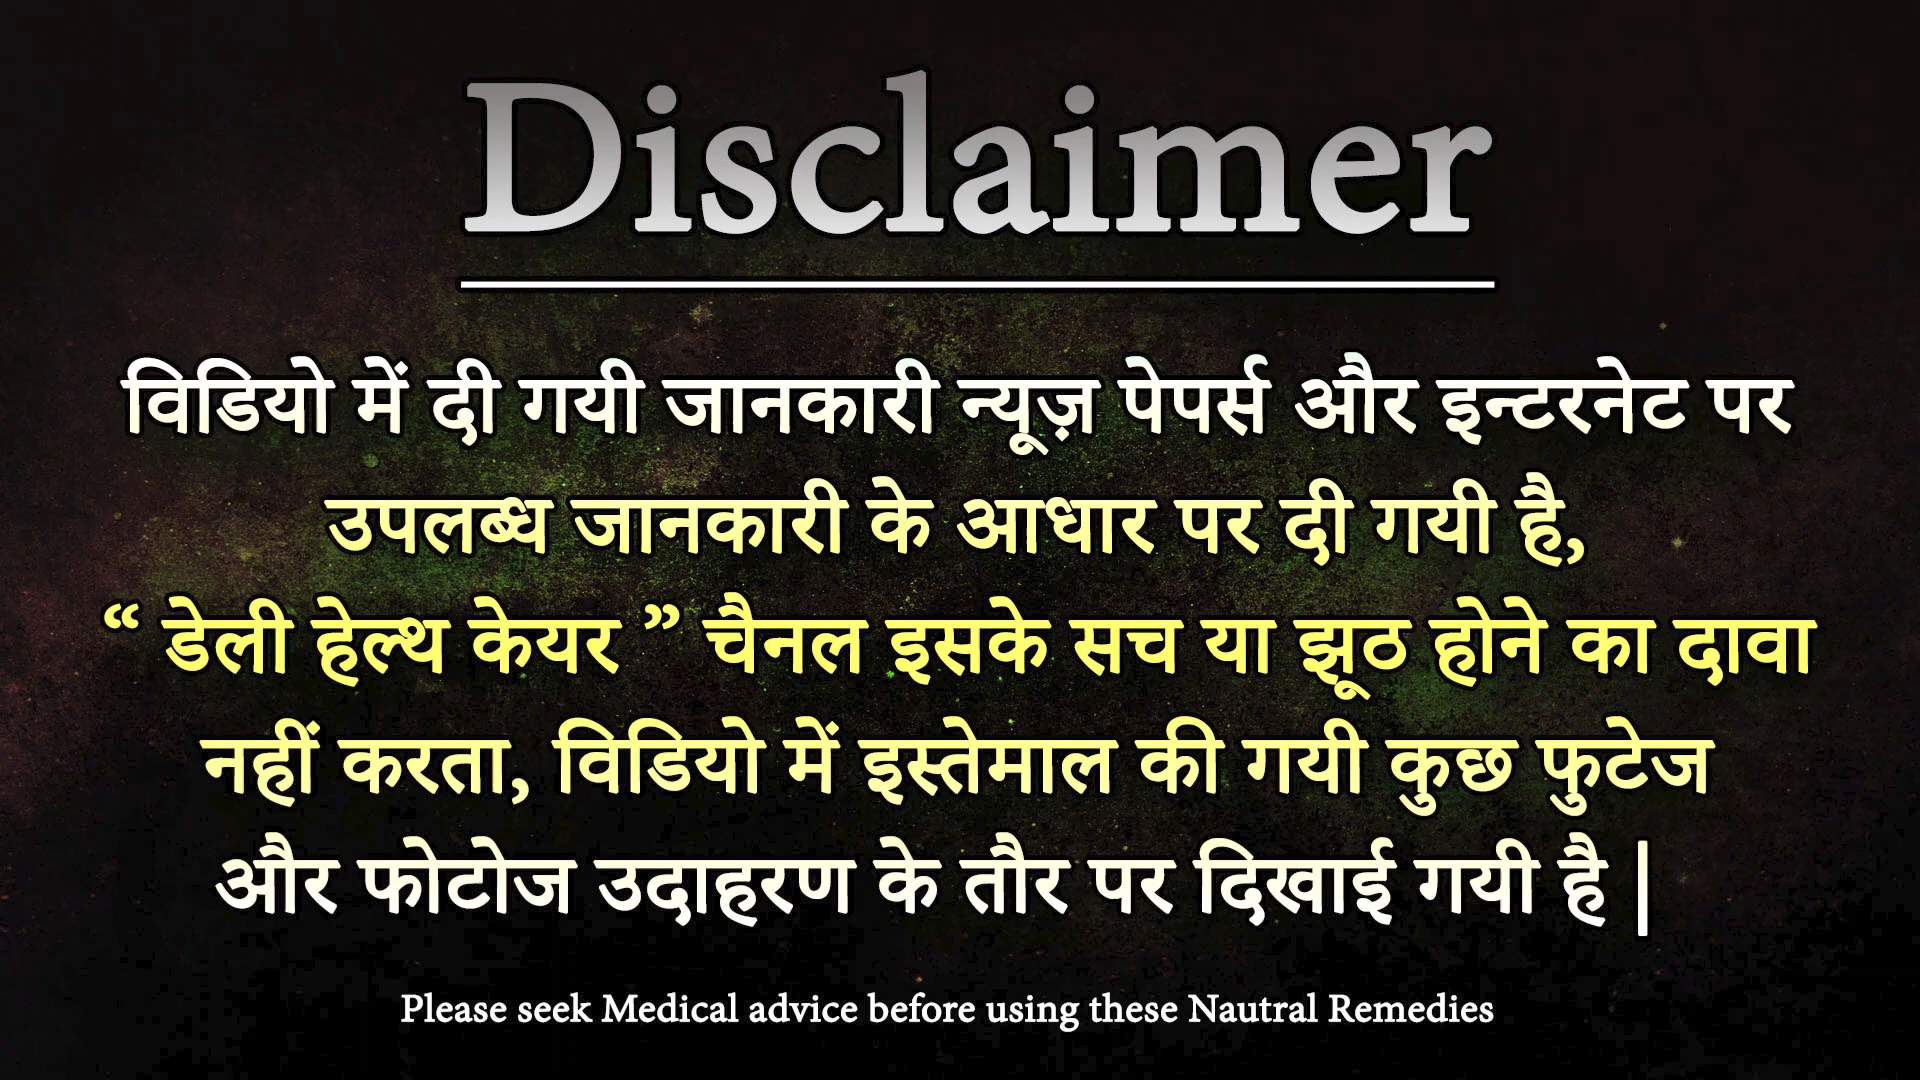 Disclaimer
विडियो में दी गयी जानकारी न्यूज़ पेपर्स और इन्टरनेट पर
उपलब्ध जानकारी के आधार पर दी गयी है,
“ डेली हेल्थ केयर ” चैनल इसके सच या झूठ होने का दावा
नहीं करता, विडियो में इस्तेमाल की गयी कुछ फुटेज
और फोटोज उदाहरण के तौर पर दिखाई गयी है |
Please seek Medical advice before using these Nautral Remedies